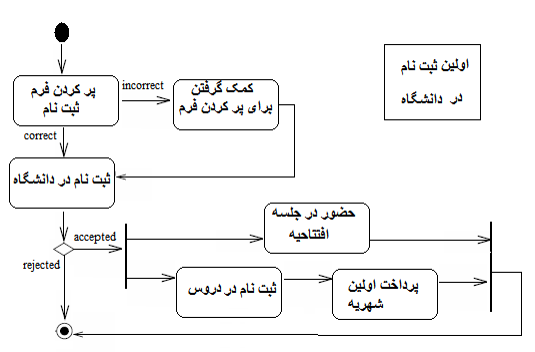 اولین ثبت نام
در دانشگاه
پر کردن فرم
ثبت نام
incorrect
کمک گرفتن
برای پر کردن فرم
correct
ثبت نام در دانشگاه
accepted
rejected
حضور در جلسه
افتتاحیه
ثبت نام در دروس
پرداخت اولین
شهریه